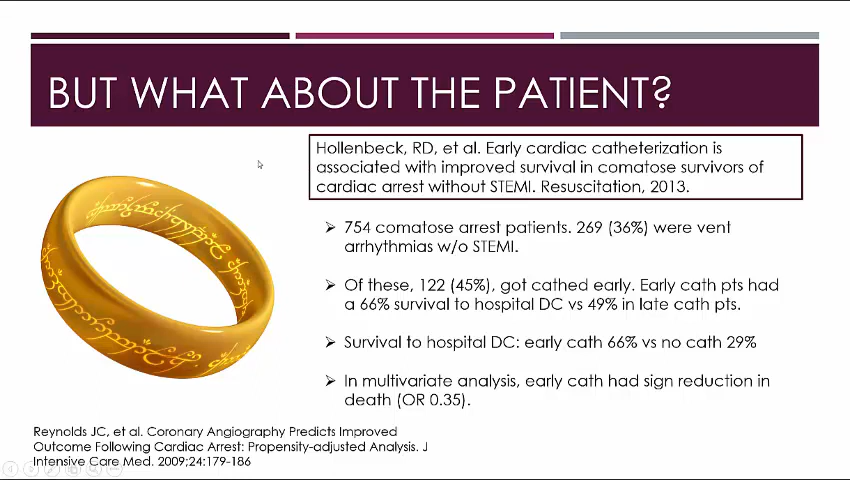 BUT WHAT ABOUT THE PATIENT?
Hollenbeck, RD, et al. Early cardiac catheterization is
associated with improved survival in comatose survivors of
cardiac arrest without STEMI. Resuscitation, 2013.
➢ 754 comatose arrest patients. 269 (36%) were vent
arrhythmias w/o STEMI.
➢ Of these, 122 (45%), got cathed early. Early cath pts had
a 66% survival to hospital DC vs 49% in late cath pts.
➢ Survival to hospital DC: early cath 66% vs no cath 29%
➢ In multivariate analysis, early cath had sign reduction in
death (OR 0.35).
Reynolds JC, et al. Coronary Angiography Predicts Improved
Outcome Following Cardiac Arrest: Propensity-adjusted Analysis. J
Intensive Care Med. 2009;24:179-186